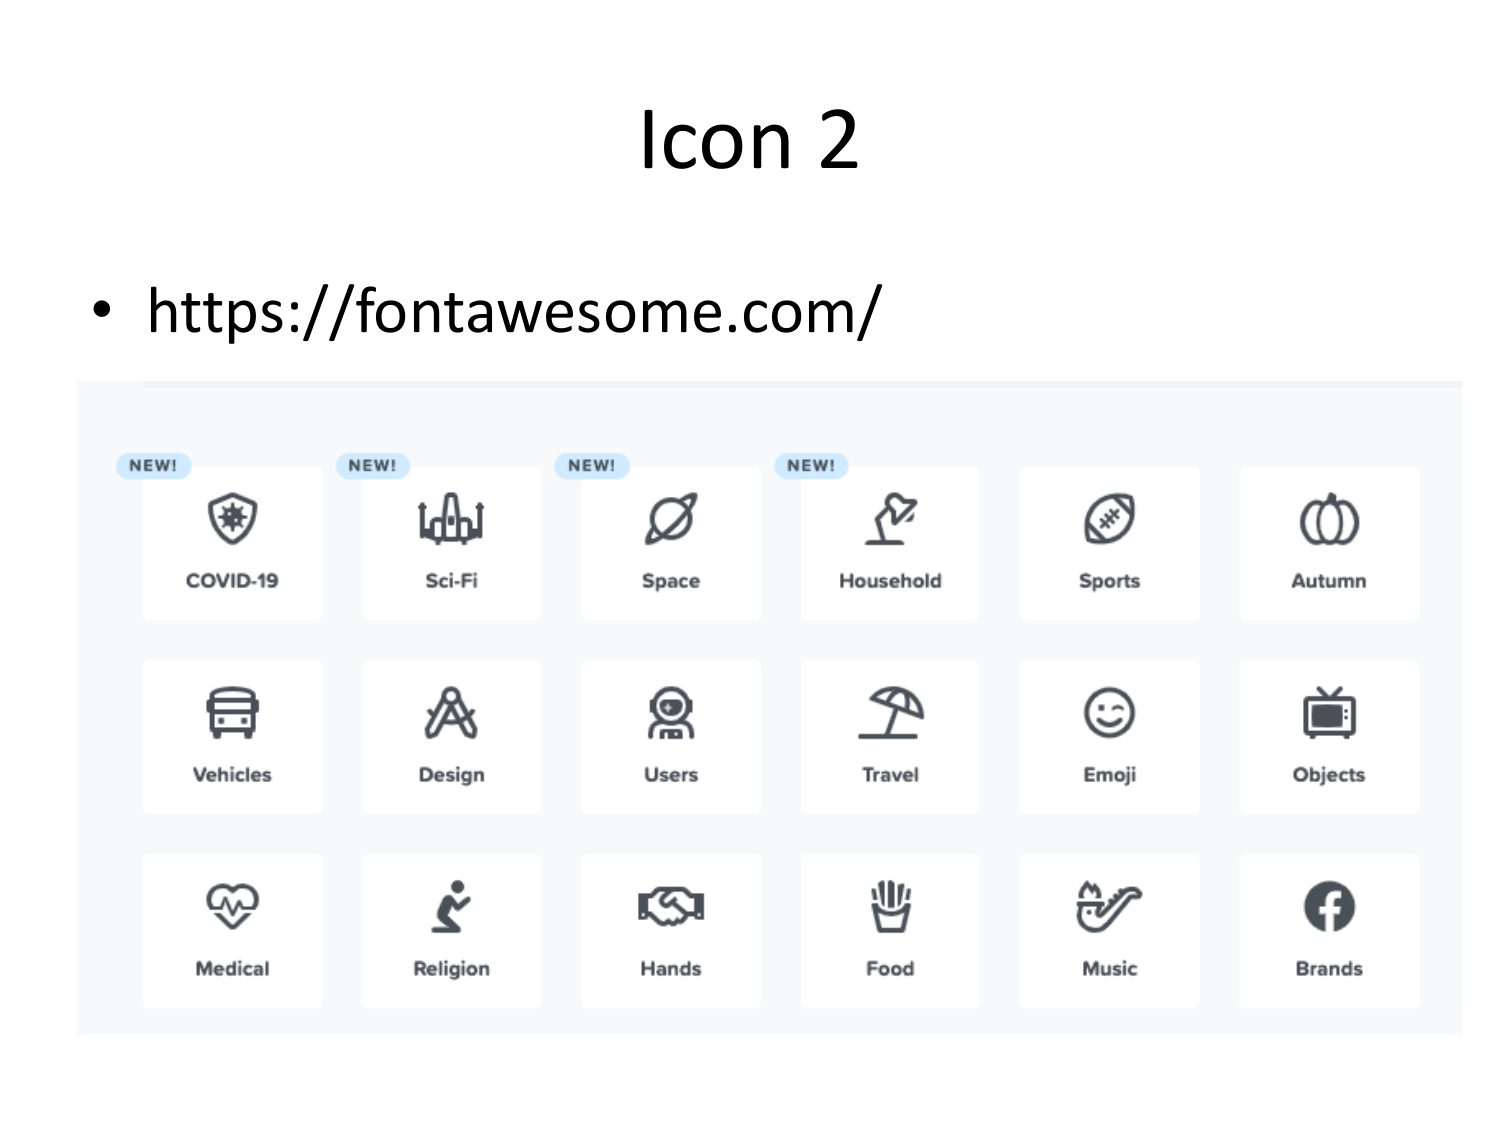 Icon 2
• https://fontawesome.com/
NEW! NEW! NEW! NEW!
COVID-19 Sci-Fi Space Household Sports Autumn
Vehicles Design Users Travel Emoji Objects
Medical Religion Hands Food Music Brands